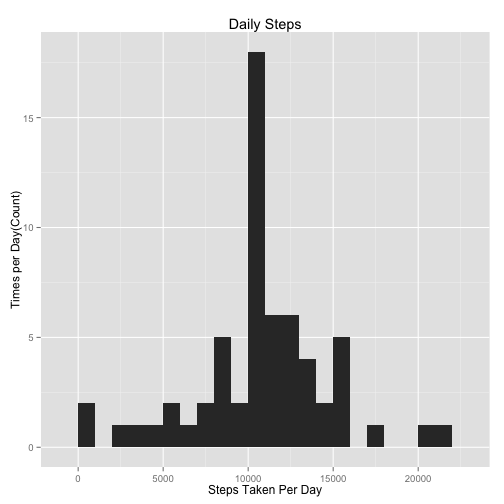 Daily Steps
Times per Day(Count)
15
10
5
0
0 5000 10000 15000 20000
Steps Taken Per Day